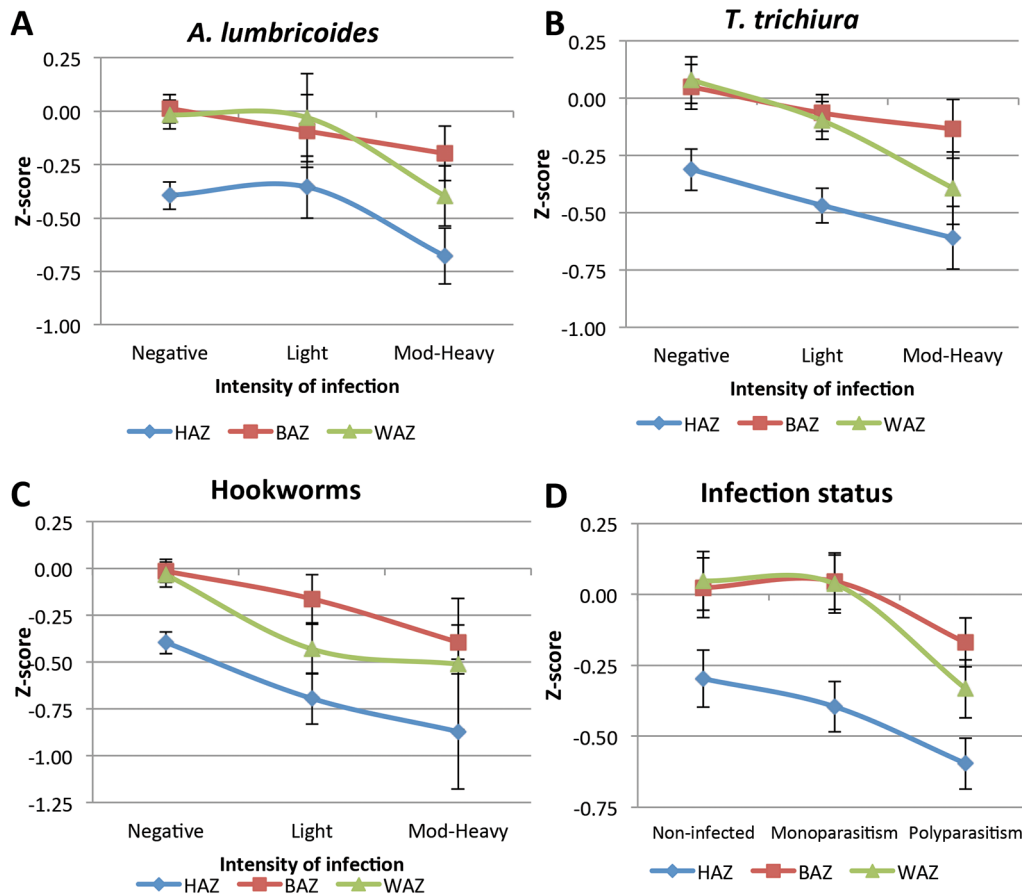 A
A. lumbricoides
0.25
0.00
-0.25
-0.50
-0.75
-1.00
Z-score
Negative Light Mod-Heavy
Intensity of infection
HAZ BAZ WAZ
B
T. trichiura
0.25
0.00
-0.25
-0.50
-0.75
-1.00
Z-score
Negative Light Mod-Heavy
Intensity of infection
HAZ BAZ WAZ
C
Hookworms
0.25
0.00
-0.25
-0.50
-0.75
-1.00
-1.25
Z-score
Negative Light Mod-Heavy
Intensity of infection
HAZ BAZ WAZ
D
Infection status
0.25
0.00
-0.25
-0.50
-0.75
Z-score
Non-infected Monoparasitism Polyparasitism
HAZ BAZ WAZ